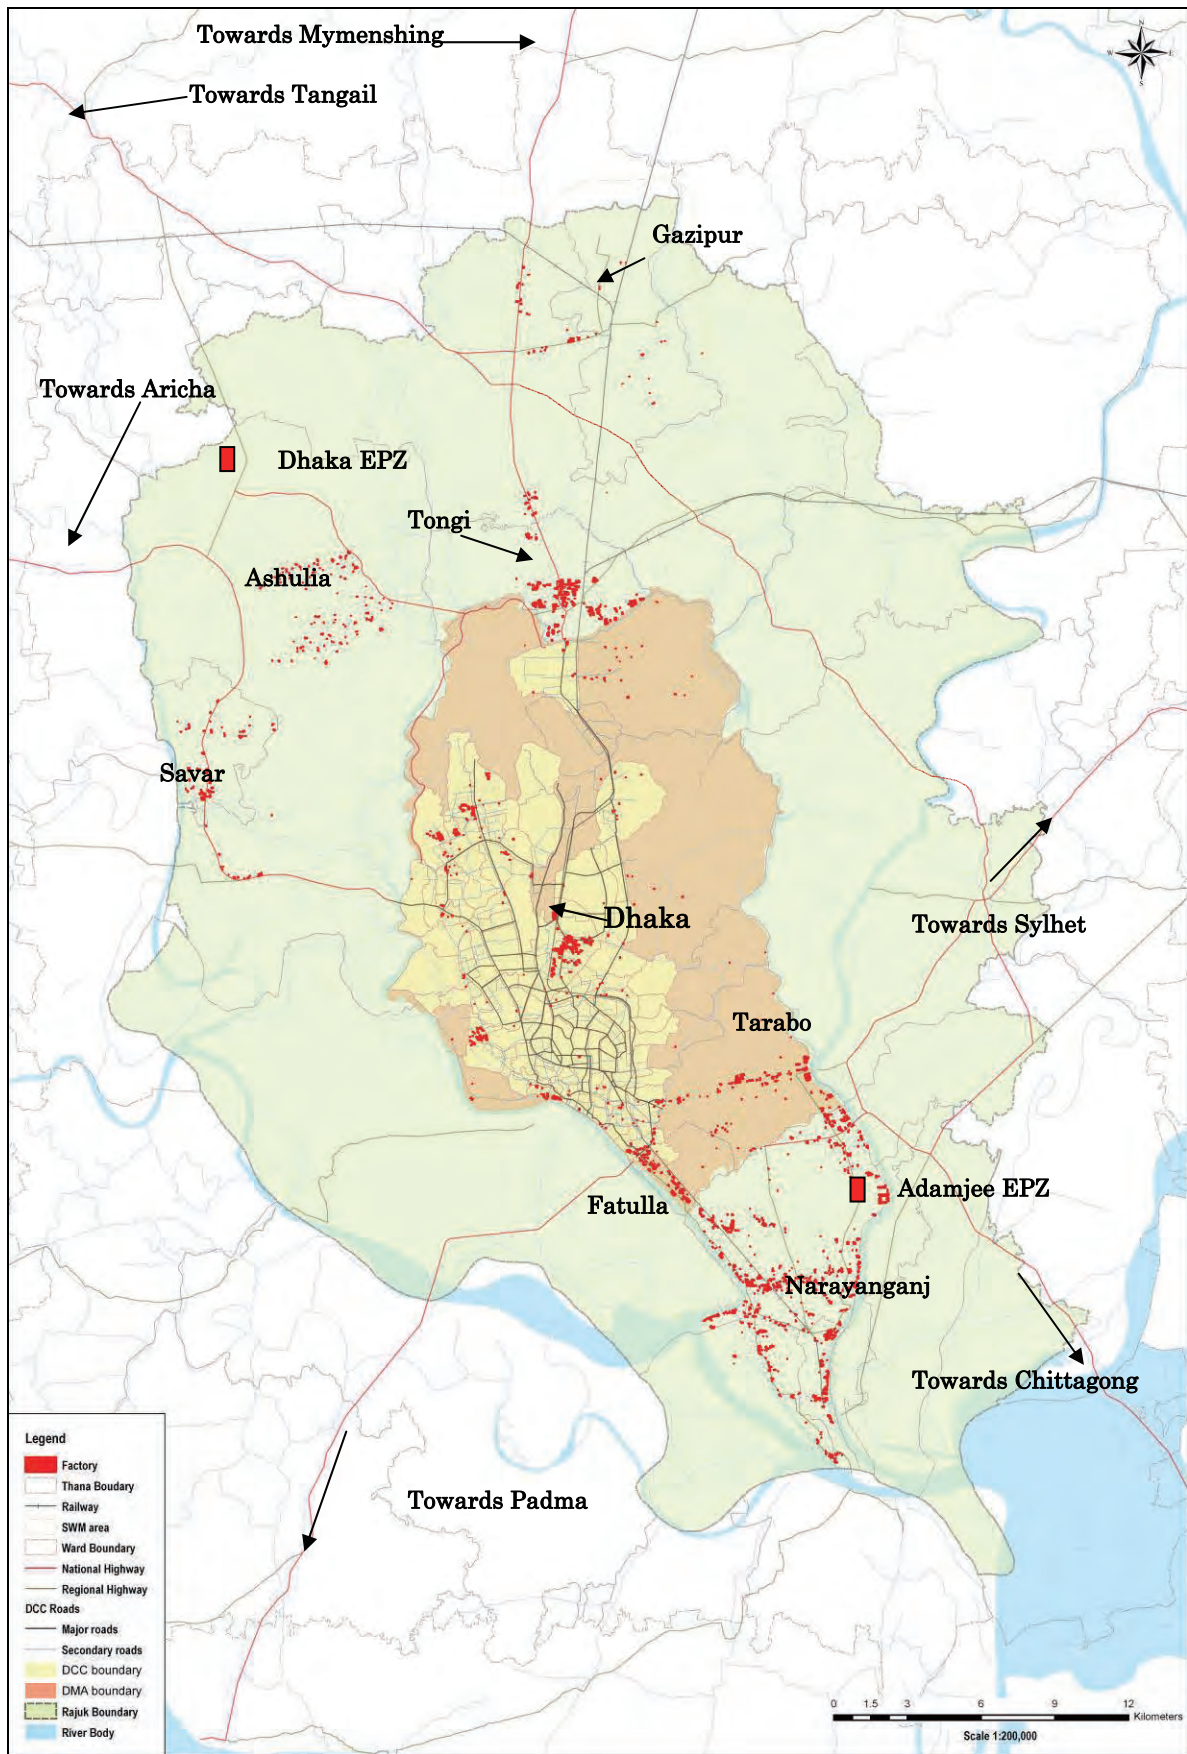 Towards Mymenshing
N
W
E
S
Towards Tangail
Gazipur
Towards Aricha
Dhaka EPZ
Tongi
Ashulia
Savar
Dhaka
Towards Sylhet
Tarabo
Adamjee EPZ
Fatulla
Narayanganj
Towards Chittagong
Towards Padma
Legend
Factory
Thana Boudary
Railway
SWM area
Ward Boundary
National Highway
Regional Highway
DCC Roads
Major roads
Secondary roads
DCC boundary
DMA boundary
Rajuk Boundary
River Body
0 1.5 3 6 9 12
Kilometers
Scale 1:200,000